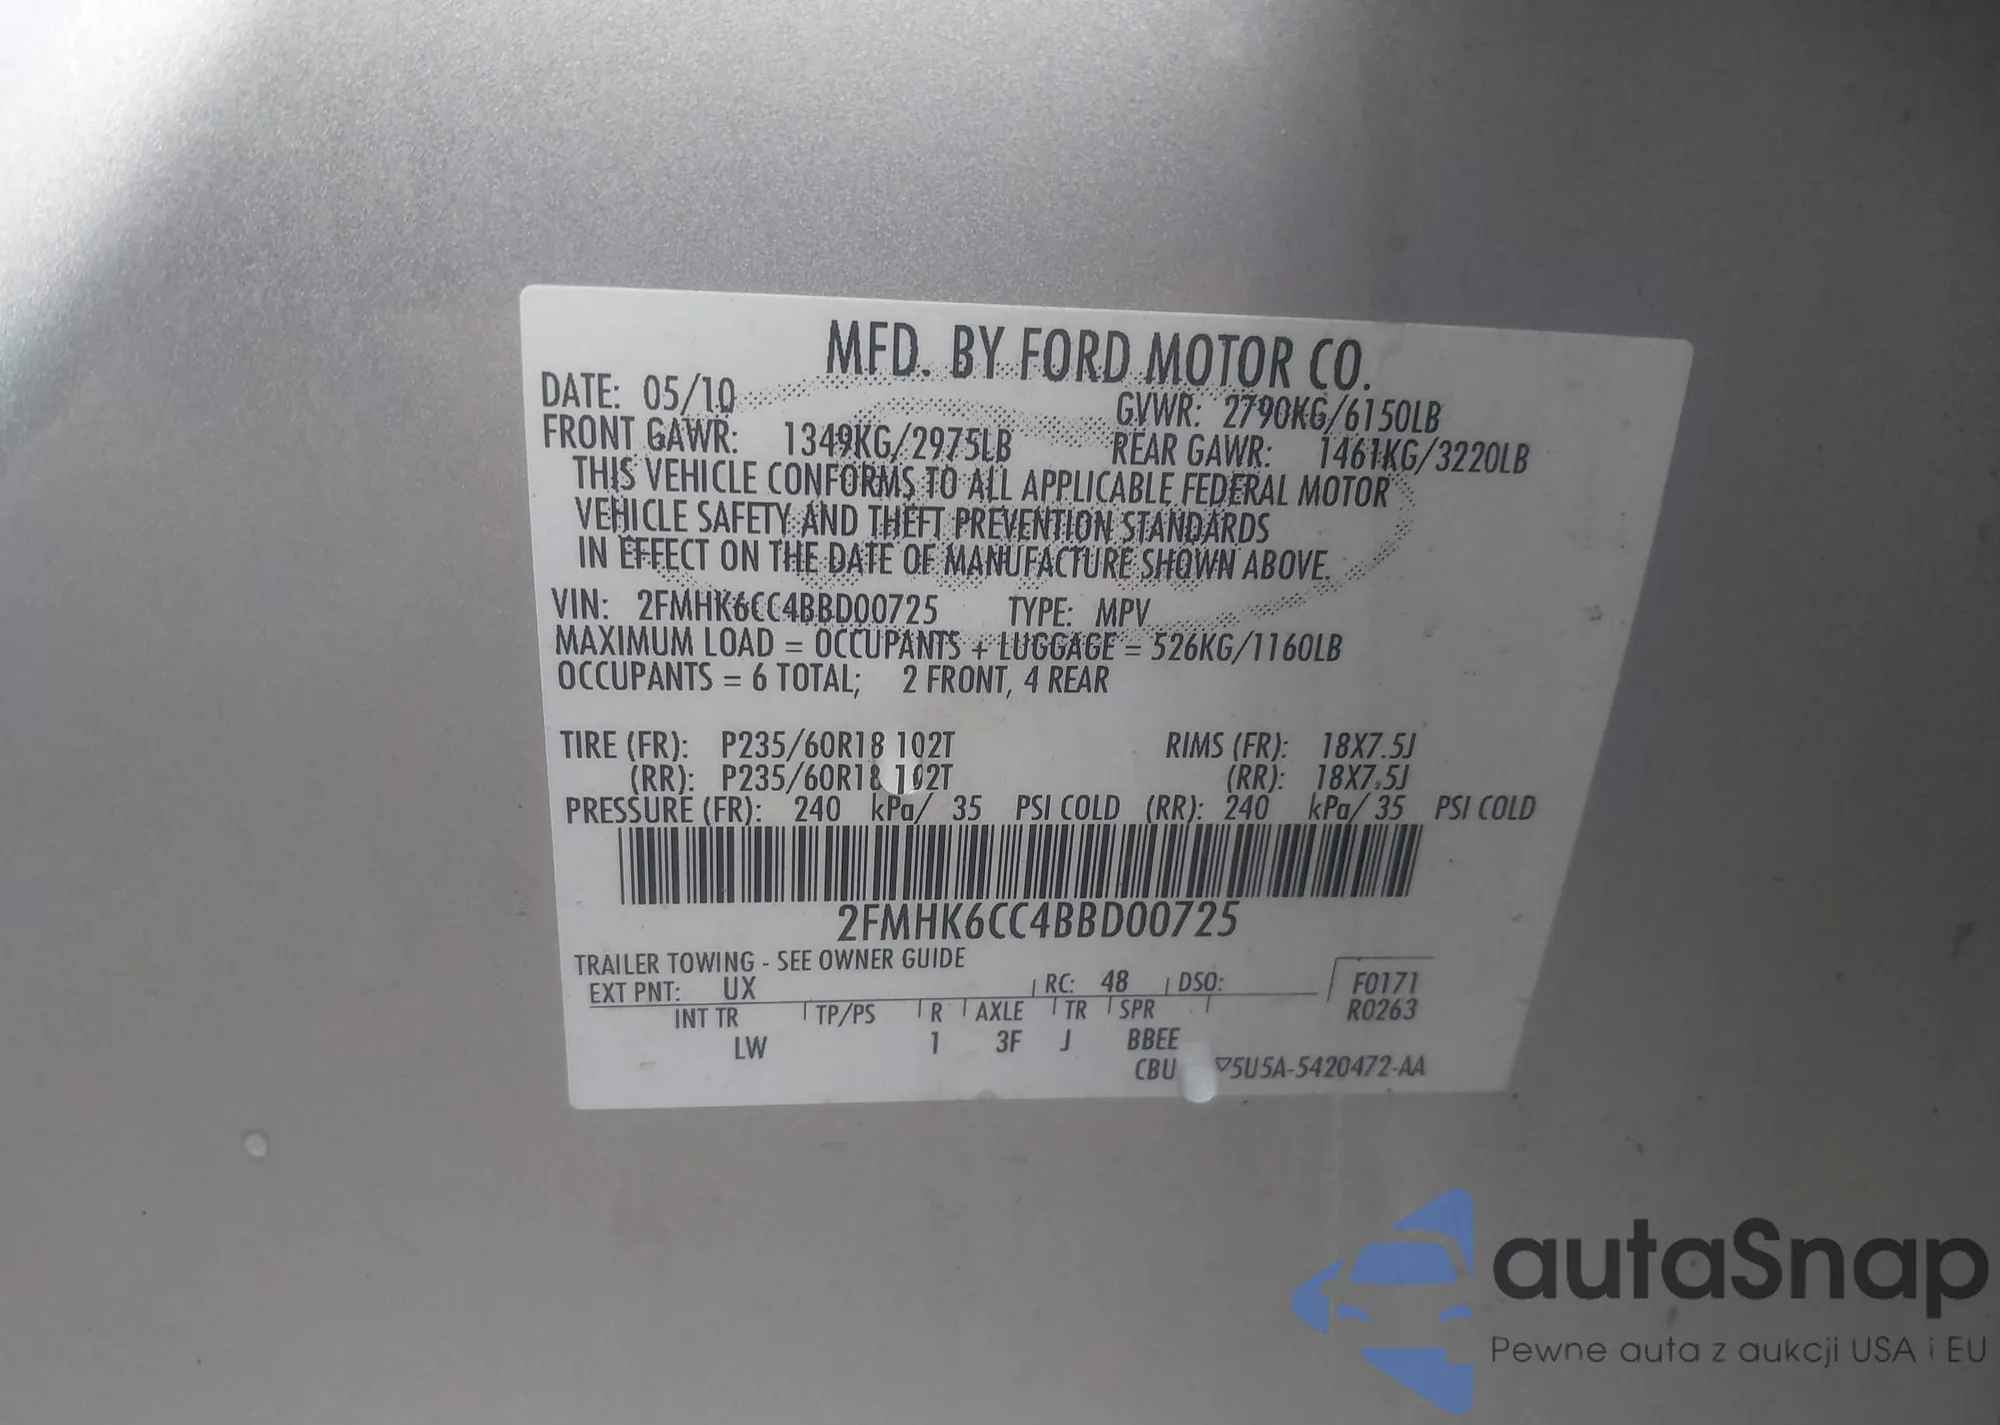 MFD. BY FORD MOTOR CO.
DATE: 05/10 GVWR: 2790KG/6150LB
FRONT GAWR: 1349KG/2975LB REAR GAWR: 1461KG/3220LB
THIS VEHICLE CONFORMS TO ALL APPLICABLE FEDERAL MOTOR
VEHICLE SAFETY AND THEFT PREVENTION STANDARDS
IN EFFECT ON THE DATE OF MANUFACTURE SHOWN ABOVE.
VIN: 2FMHK6CC4BBD00725 TYPE: MPV
MAXIMUM LOAD = OCCUPANTS + LUGGAGE = 526KG/1160LB
OCCUPANTS = 6 TOTAL; 2 FRONT, 4 REAR
TIRE (FR): P235/60R18 102T RIMS (FR): 18X7.5J
(RR): P235/60R18 102T (RR): 18X7.5J
PRESSURE (FR): 240 kPa/ 35 PSI COLD (RR): 240 kPa/ 35 PSI COLD
2FMHK6CC4BBD00725
TRAILER TOWING - SEE OWNER GUIDE
EXT PNT: UX RC: 48 DSO: F0171
INT TR TP/PS R AXLE TR SPR R0263
LW 1 3F J BBEE
CBU ▽5U5A-5420472-AA
autaSnap
Pewne auta z aukcji USA i EU